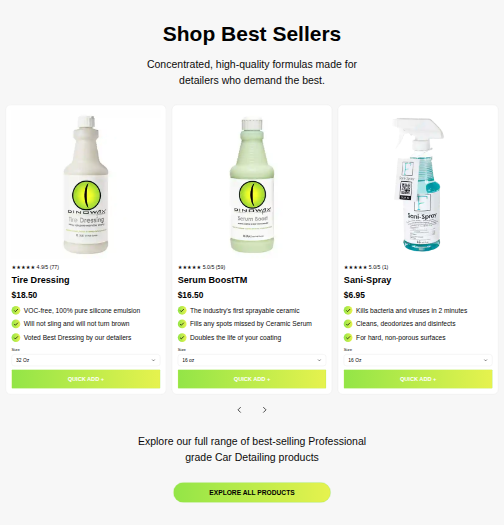 Shop Best Sellers
Concentrated, high-quality formulas made for
detailers who demand the best.
DINOWAX
Tire Dressing
★★★★★ 4.9/5 (77)
Tire Dressing
$18.50
VOC-free, 100% pure silicone emulsion
Will not sling and will not turn brown
Voted Best Dressing by our detailers
Size
32 Oz
QUICK ADD +
DINOWAX
Serum Boost
★★★★★ 5.0/5 (59)
Serum BoostTM
$16.50
The industry's first sprayable ceramic
Fills any spots missed by Ceramic Serum
Doubles the life of your coating
Size
16 oz
QUICK ADD +
Sani-Spray
★★★★★ 5.0/5 (1)
Sani-Spray
$6.95
Kills bacteria and viruses in 2 minutes
Cleans, deodorizes and disinfects
For hard, non-porous surfaces
Size
16 Oz
QUICK ADD +
Explore our full range of best-selling Professional
grade Car Detailing products
EXPLORE ALL PRODUCTS